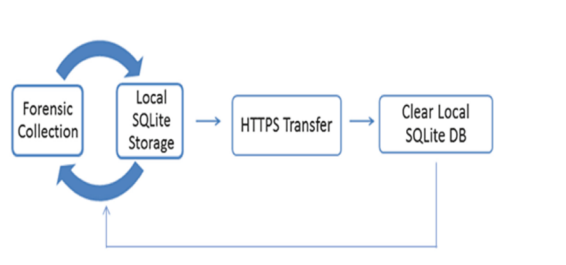 Forensic
Collection
Local
SQLite
Storage
HTTPS Transfer
Clear Local
SQLite DB